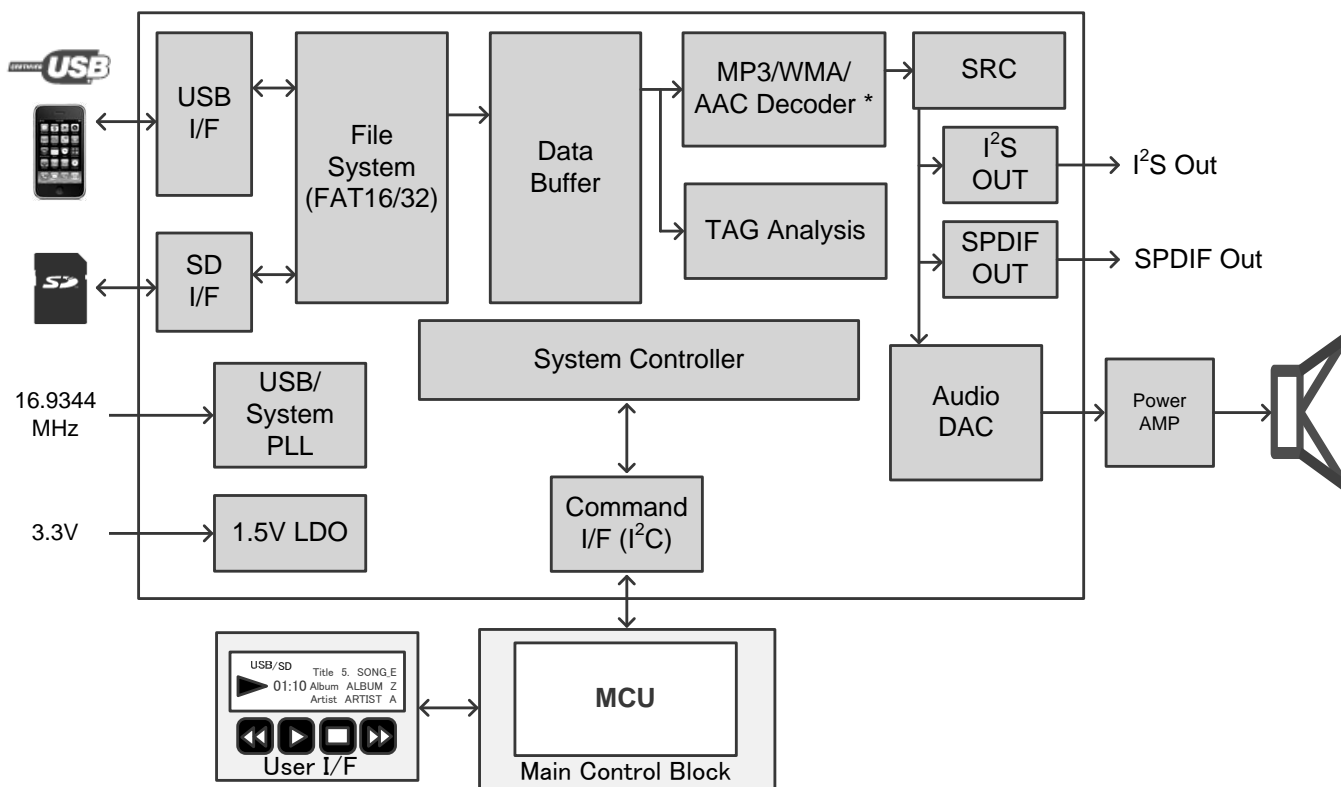 CERTIFIED USB
USB
I/F
File
System
(FAT16/32)
Data
Buffer
MP3/WMA/
AAC Decoder *
SRC
I²S
OUT
I²S Out
TAG Analysis
SPDIF
OUT
SPDIF Out
SD
SD
I/F
System Controller
16.9344
MHz
USB/
System
PLL
Audio
DAC
Power
AMP
3.3V
1.5V LDO
Command
I/F (I²C)
USB/SD
Title 5. SONG_E
01:10 Album ALBUM Z
Artist ARTIST A
User I/F
MCU
Main Control Block